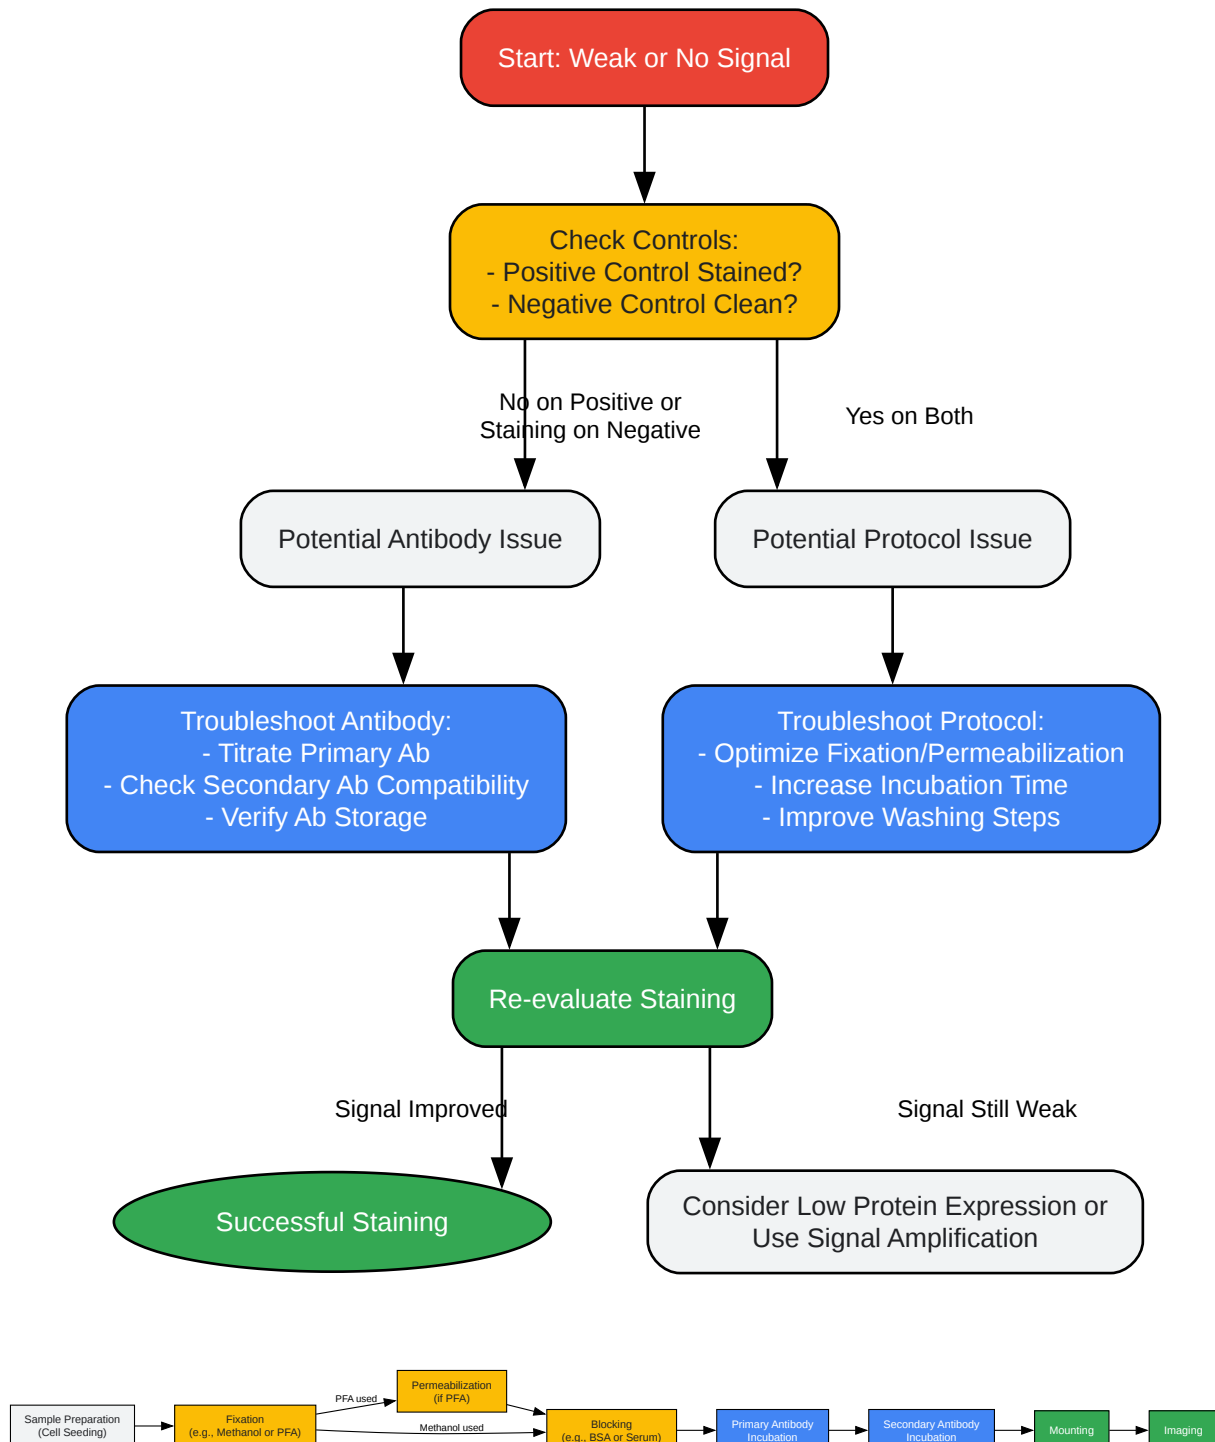 Start: Weak or No Signal
Check Controls:
- Positive Control Stained?
- Negative Control Clean?
No on Positive or
Staining on Negative
Yes on Both
Potential Antibody Issue
Potential Protocol Issue
Troubleshoot Antibody:
- Titrate Primary Ab
- Check Secondary Ab Compatibility
- Verify Ab Storage
Troubleshoot Protocol:
- Optimize Fixation/Permeabilization
- Increase Incubation Time
- Improve Washing Steps
Re-evaluate Staining
Signal Improved
Signal Still Weak
Successful Staining
Consider Low Protein Expression or
Use Signal Amplification
Sample Preparation
(Cell Seeding)
Fixation
(e.g., Methanol or PFA)
PFA used
Permeabilization
(if PFA)
Methanol used
Blocking
(e.g., BSA or Serum)
Primary Antibody
Incubation
Secondary Antibody
Incubation
Mounting
Imaging